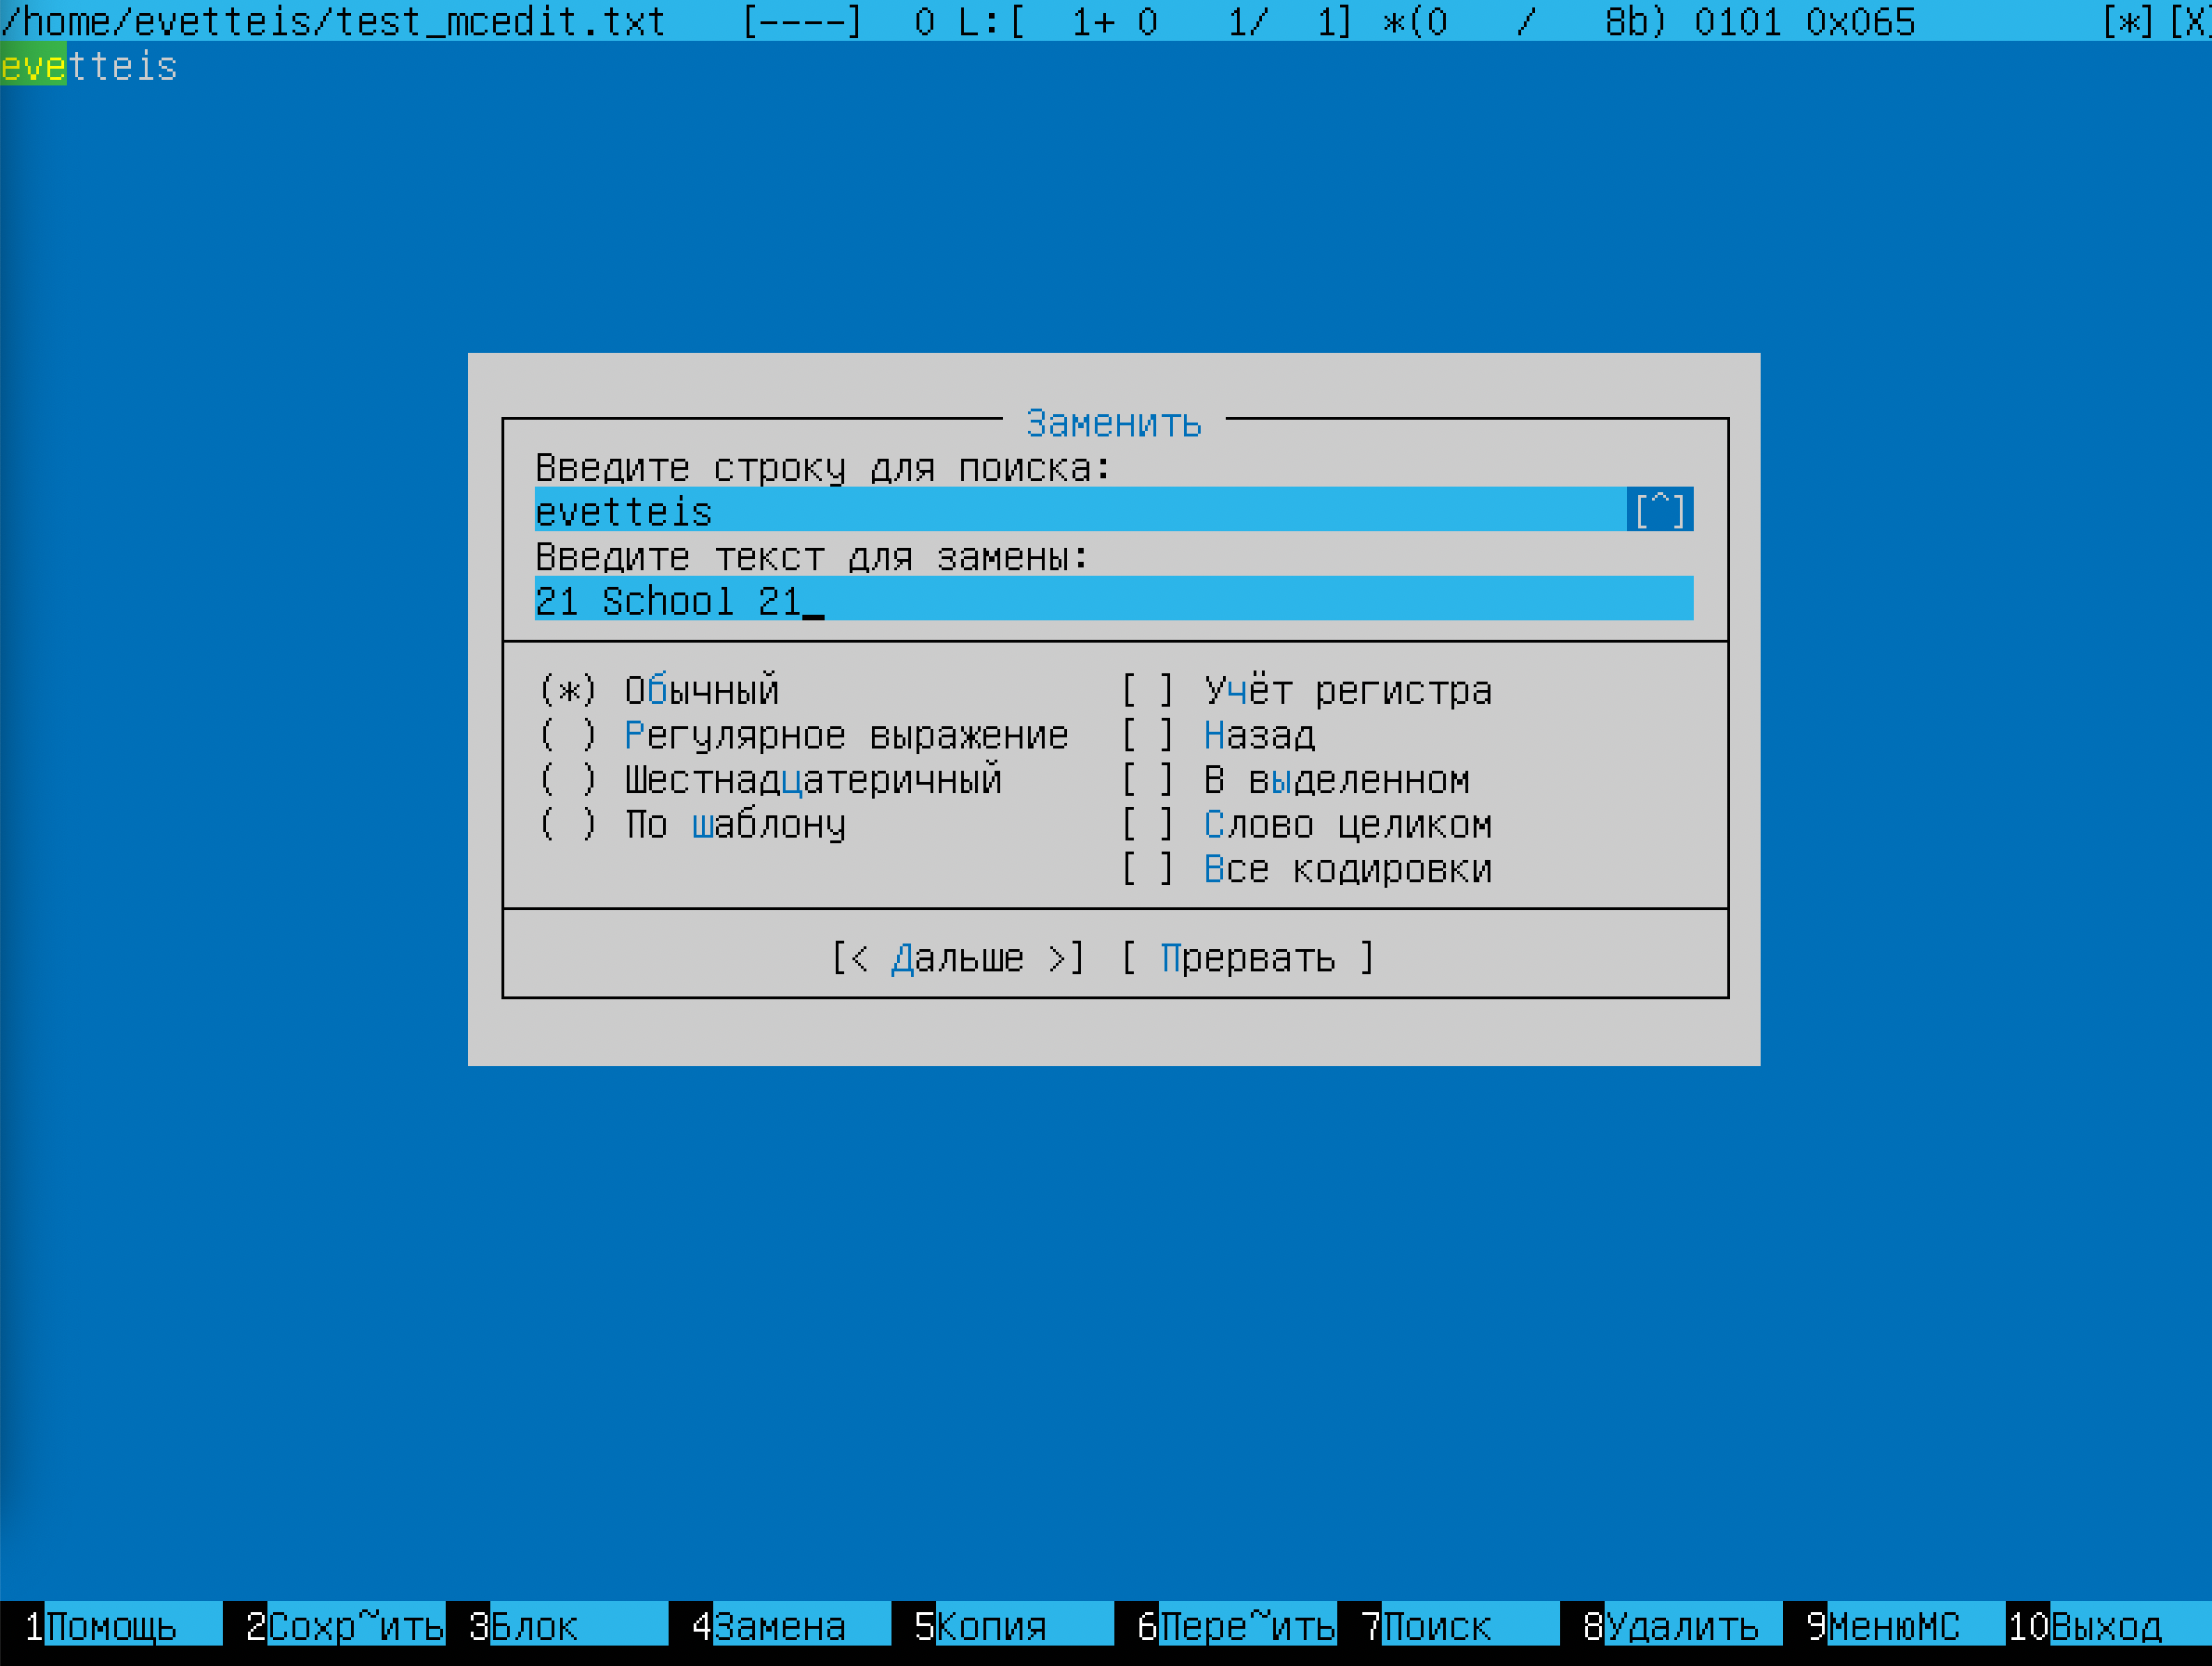 /home/evetteis/test_mcedit.txt [----] 0 L:[ 1+ 0 1/ 1] *(0 / 8b) 0101 0x065 [*][X]
evetteis
Заменить
Введите строку для поиска:
evetteis [^]
Введите текст для замены:
21 School 21_
(*) Обычный [ ] Учёт регистра
( ) Регулярное выражение [ ] Назад
( ) Шестнадцатеричный [ ] В выделенном
( ) По шаблону [ ] Слово целиком
[ ] Все кодировки
[< Дальше >] [ Прервать ]
1Помощь 2Сохр~ить 3Блок 4Замена 5Копия 6Пере~ить 7Поиск 8Удалить 9МенюMC 10Выход